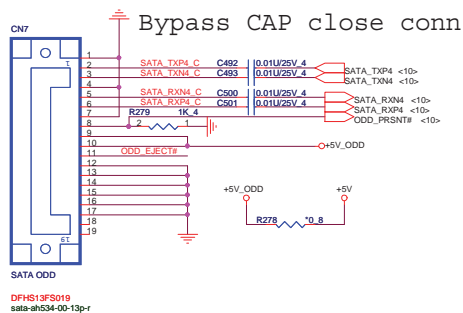 Bypass CAP close conn
CN7
1
1 SATA_TXP4_C C492 0.01U/25V_4 SATA_TXP4 <10>
2 SATA_TXN4_C C493 0.01U/25V_4 SATA_TXN4 <10>
3
4 SATA_RXN4_C C500 0.01U/25V_4 SATA_RXN4 <10>
5 SATA_RXP4_C C501 0.01U/25V_4 SATA_RXP4 <10>
6
7 R279 1K_4 ODD_PRSNT# <10>
8 2 1
9
10 +5V_ODD
11 ODD_EJECT#
12
13
14 +5V_ODD +5V
15
16
17 R278 *0_8
18
19
19
SATA ODD
DFHS13FS019
sata-ah534-00-13p-r